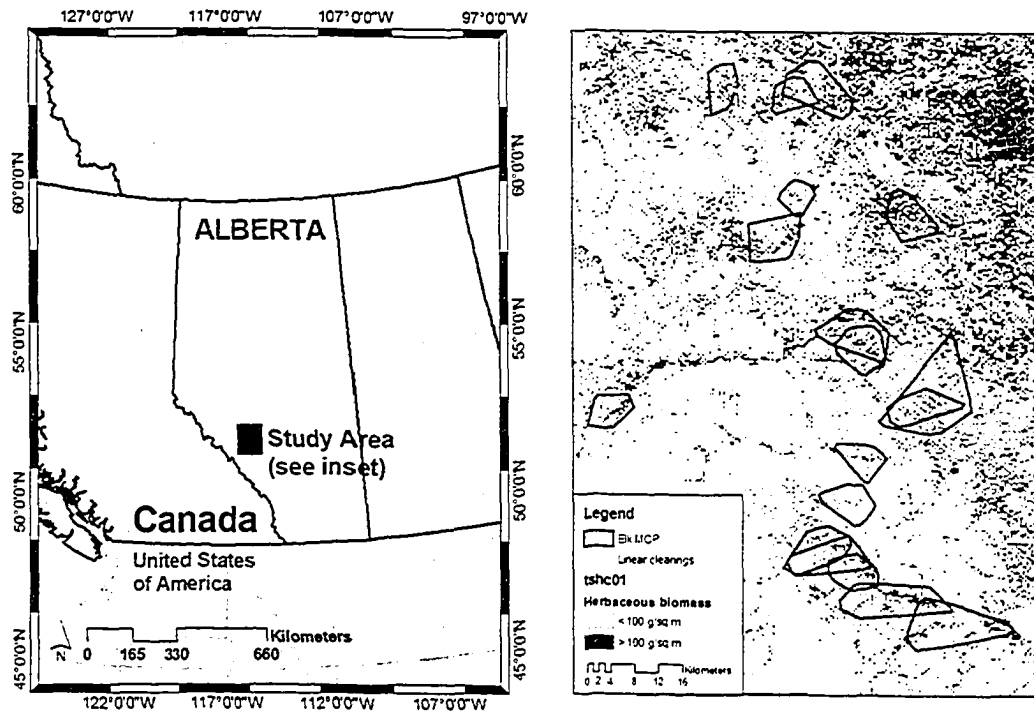 127°0'0"W 117°0'0"W 107°0'0"W 97°0'0"W
60°0'0"N
60°0'0"N
ALBERTA
55°0'0"N
55°0'0"N
Study Area
(see inset)
50°0'0"N
50°0'0"N
Canada
United States
of America
N
Kilometers
0 165 330 660
45°0'0"N
45°0'0"N
122°0'0"W 117°0'0"W 112°0'0"W 107°0'0"W
Legend
Elk MCP
Linear clearings
tshc01
Herbaceous biomass
< 100 g/sq m
> 100 g/sq m
Kilometers
0 2 4 8 12 16